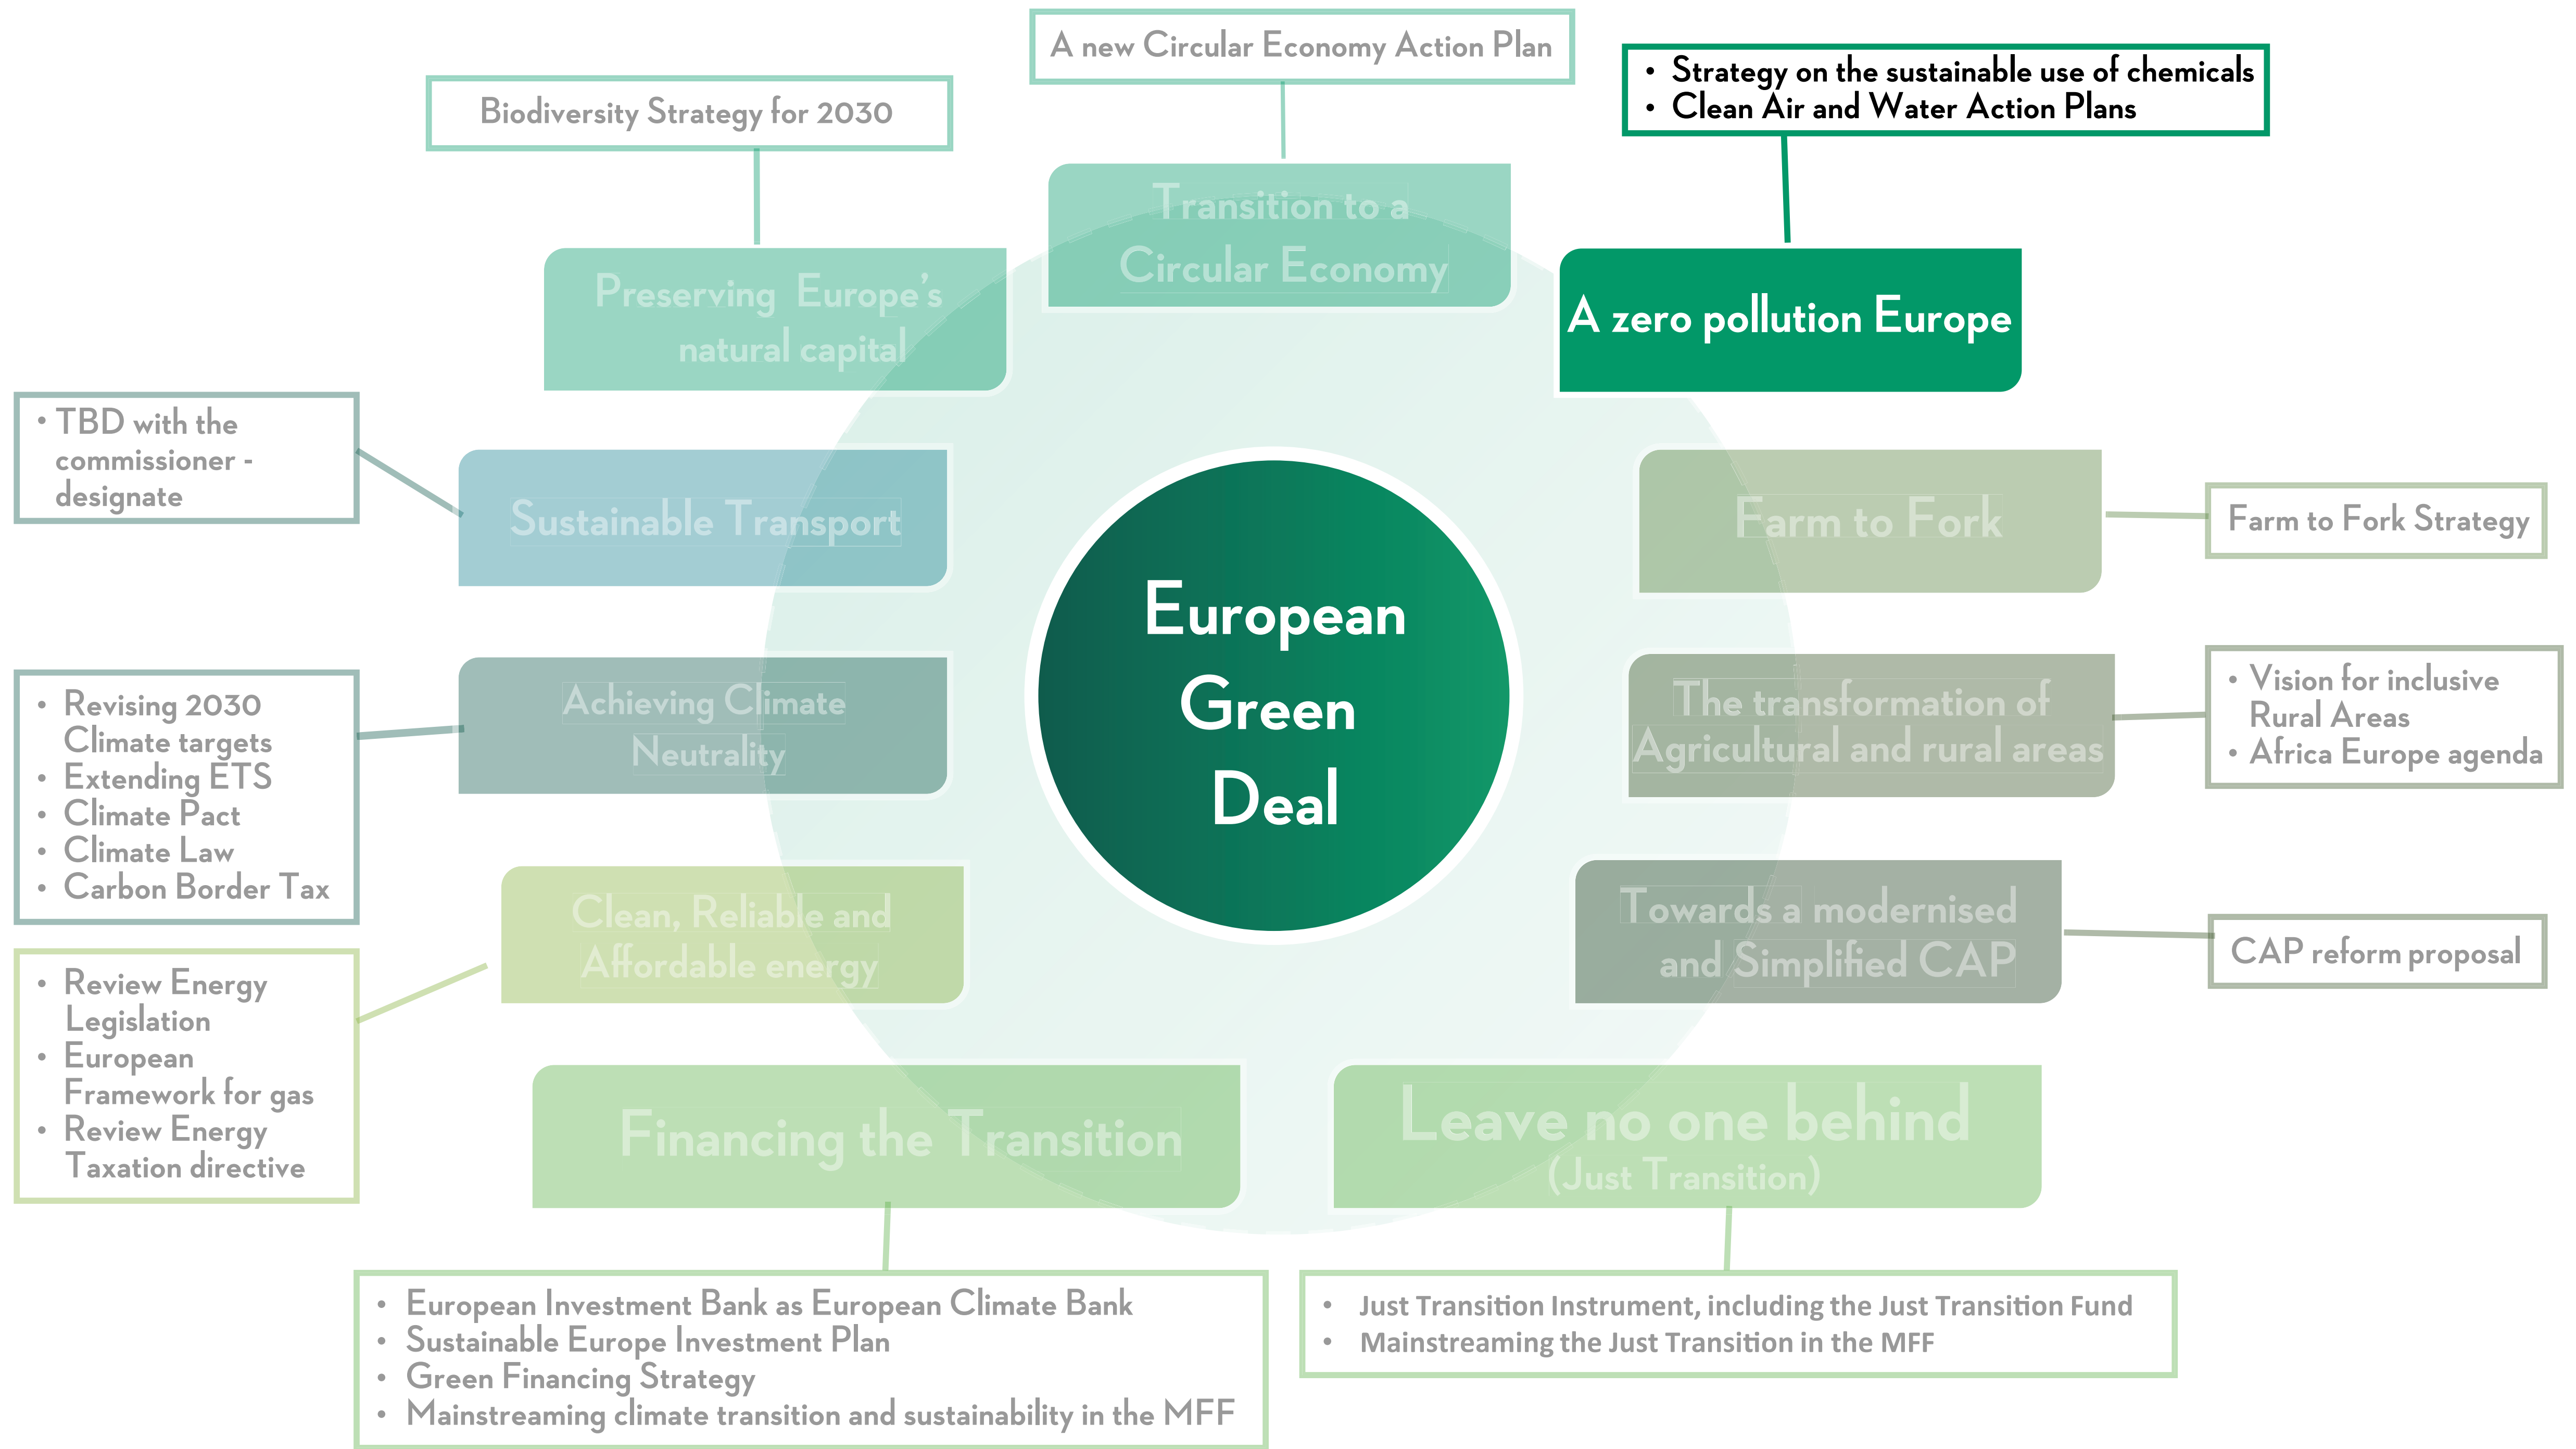 A new Circular Economy Action Plan
• Strategy on the sustainable use of chemicals
• Clean Air and Water Action Plans
Biodiversity Strategy for 2030
Transition to a
Circular Economy
Preserving Europe's
natural capital
A zero pollution Europe
• TBD with the
commissioner -
designate
Sustainable Transport
Farm to Fork
Farm to Fork Strategy
European
Green
Deal
Achieving Climate
Neutrality
• Revising 2030
Climate targets
• Extending ETS
• Climate Pact
• Climate Law
• Carbon Border Tax
The transformation of
Agricultural and rural areas
• Vision for inclusive
Rural Areas
• Africa Europe agenda
Clean, Reliable and
Affordable energy
• Review Energy
Legislation
• European
Framework for gas
• Review Energy
Taxation directive
Towards a modernised
and Simplified CAP
CAP reform proposal
Financing the Transition
Leave no one behind
(Just Transition)
• European Investment Bank as European Climate Bank
• Sustainable Europe Investment Plan
• Green Financing Strategy
• Mainstreaming climate transition and sustainability in the MFF
• Just Transition Instrument, including the Just Transition Fund
• Mainstreaming the Just Transition in the MFF